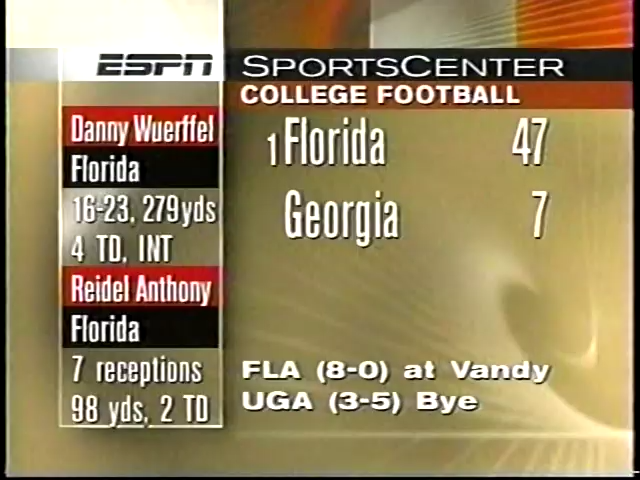 ESPN SPORTSCENTER
COLLEGE FOOTBALL
Danny Wuerffel
Florida
16-23, 279yds
4 TD, INT
Reidel Anthony
Florida
7 receptions
98 yds, 2 TD
1 Florida 47
Georgia 7
FLA (8-0) at Vandy
UGA (3-5) Bye